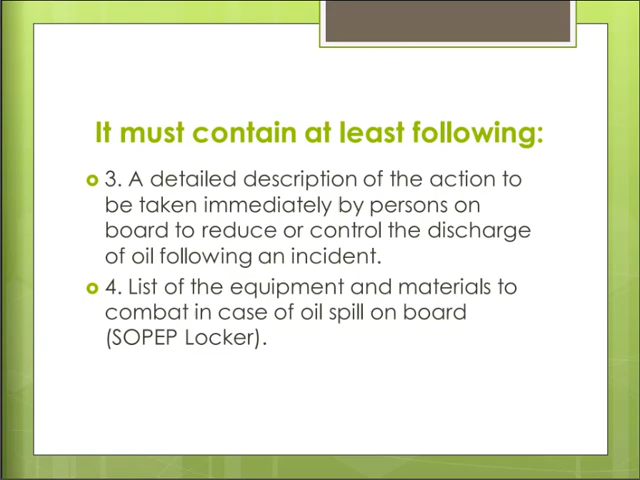 It must contain at least following:
3. A detailed description of the action to
be taken immediately by persons on
board to reduce or control the discharge
of oil following an incident.
4. List of the equipment and materials to
combat in case of oil spill on board
(SOPEP Locker).